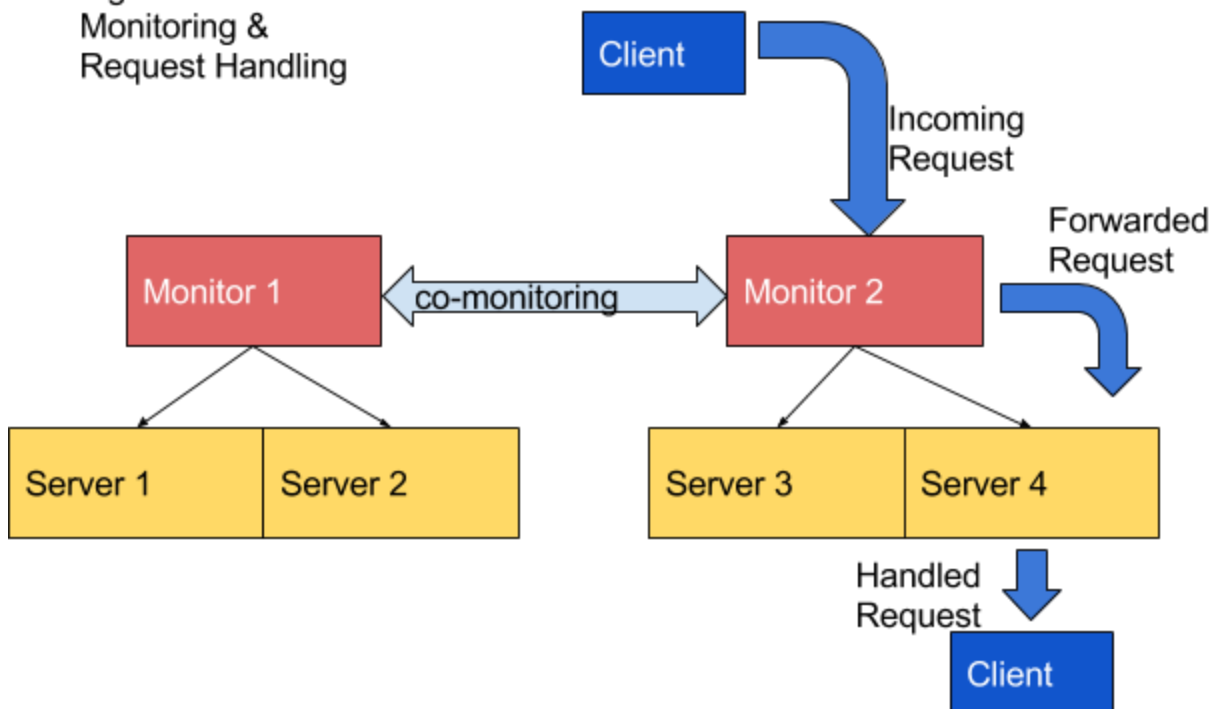 Monitoring &
Request Handling
Client
Incoming
Request
Forwarded
Request
Monitor 1
co-monitoring
Monitor 2
Server 1
Server 2
Server 3
Server 4
Handled
Request
Client